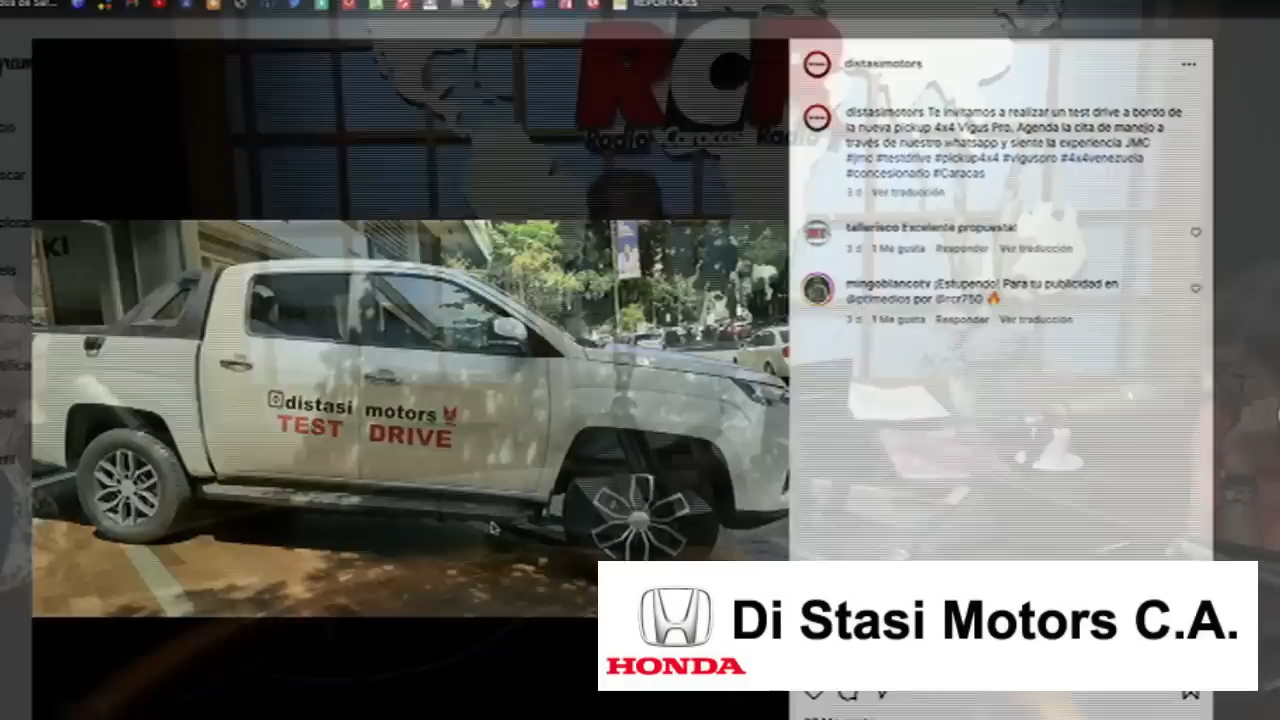 REPORTAJES
RCR
Radio Caracas Radio
distasimotors
distasimotors Te invitamos a realizar un test drive a bordo de
la nueva pickup 4x4 Vigus Pro. Agenda la cita de manejo a
través de nuestro whatsapp y siente la experiencia JMC
#jmc #testdrive #pickup4x4 #viguspro #4x4venezuela
#concesionario #Caracas
3 d Ver traducción
tallerisco Excelente propuesta!
3 d 1 Me gusta Responder Ver traducción
mingoblancotv ¡Estupendo! Para tu publicidad en
@ptlmedios por @rcr750 🔥
3 d 1 Me gusta Responder Ver traducción
distasi motors
TEST DRIVE
HONDA
Di Stasi Motors C.A.